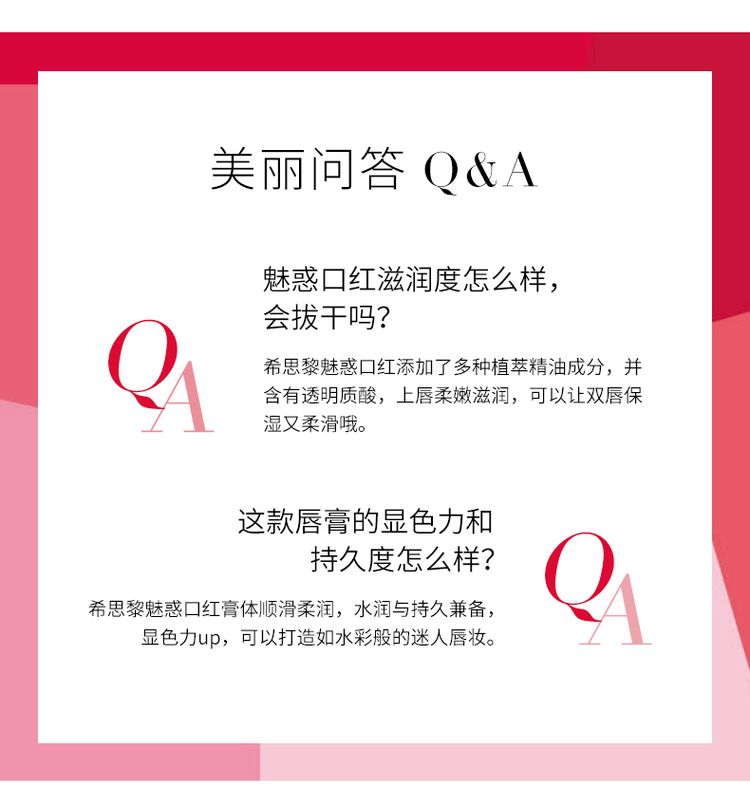 美丽问答 Q&A
魅惑口红滋润度怎么样，
会拔干吗？
QA
希思黎魅惑口红添加了多种植萃精油成分，并
含有透明质酸，上唇柔嫩滋润，可以让双唇保
湿又柔滑哦。
这款唇膏的显色力和
持久度怎么样？
QA
希思黎魅惑口红膏体顺滑柔润，水润与持久兼备，
显色力up，可以打造如水彩般的迷人唇妆。